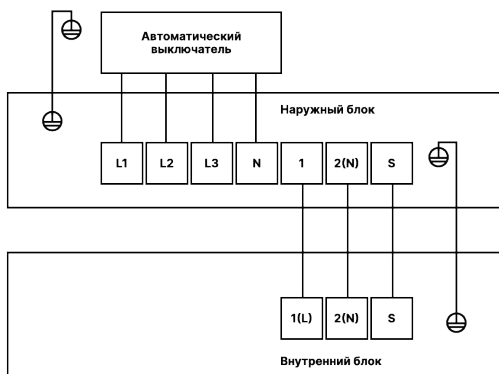 Автоматический
выключатель
Наружный блок
L1 L2 L3 N 1 2(N) S
1(L) 2(N) S
Внутренний блок